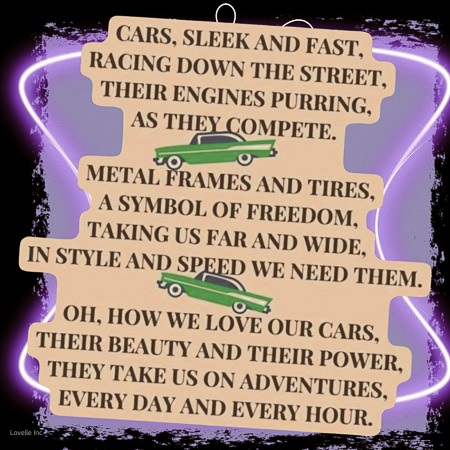 CARS, SLEEK AND FAST,
RACING DOWN THE STREET,
THEIR ENGINES PURRING,
AS THEY COMPETE.
METAL FRAMES AND TIRES,
A SYMBOL OF FREEDOM,
TAKING US FAR AND WIDE,
IN STYLE AND SPEED WE NEED THEM.
OH, HOW WE LOVE OUR CARS,
THEIR BEAUTY AND THEIR POWER,
THEY TAKE US ON ADVENTURES,
EVERY DAY AND EVERY HOUR.
Lovelle Inc